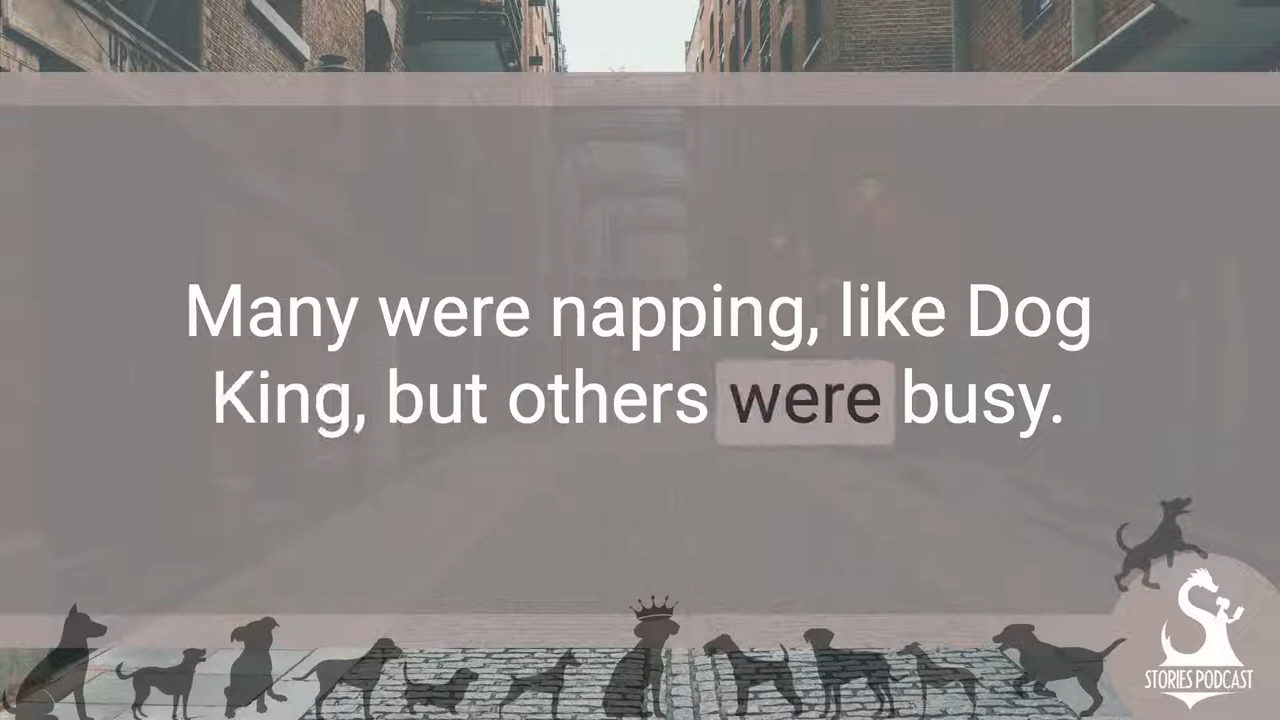 Many were napping, like Dog
King, but others were busy.
STORIES PODCAST